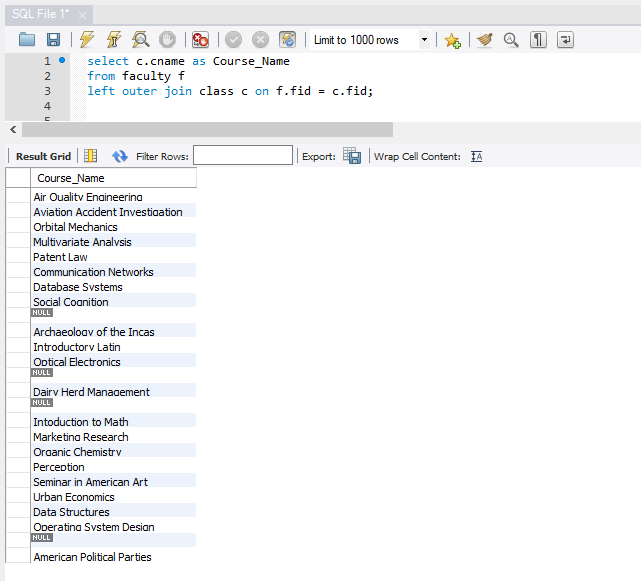 SQL File 1*
Limit to 1000 rows
1 select c.cname as Course_Name
2 from faculty f
3 left outer join class c on f.fid = c.fid;
4
5
Result Grid Filter Rows: Export: Wrap Cell Content:
Course_Name
Air Quality Engineering
Aviation Accident Investigation
Orbital Mechanics
Multivariate Analysis
Patent Law
Communication Networks
Database Systems
Social Cognition
NULL
Archaeology of the Incas
Introductory Latin
Optical Electronics
NULL
Dairy Herd Management
NULL
Intoduction to Math
Marketing Research
Organic Chemistry
Perception
Seminar in American Art
Urban Economics
Data Structures
Operating System Design
NULL
American Political Parties